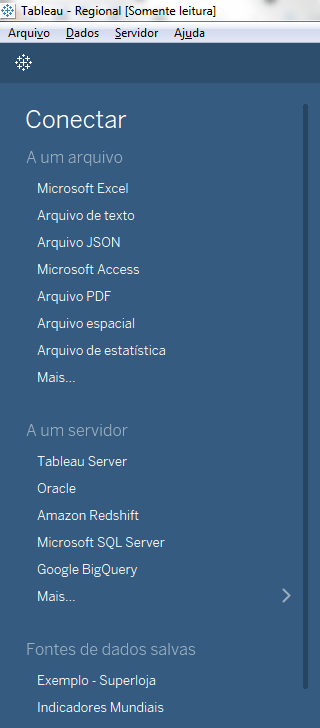 Tableau - Regional [Somente leitura]
Arquivo Dados Servidor Ajuda
Conectar
A um arquivo
Microsoft Excel
Arquivo de texto
Arquivo JSON
Microsoft Access
Arquivo PDF
Arquivo espacial
Arquivo de estatística
Mais...
A um servidor
Tableau Server
Oracle
Amazon Redshift
Microsoft SQL Server
Google BigQuery
Mais...
Fontes de dados salvas
Exemplo - Superloja
Indicadores Mundiais